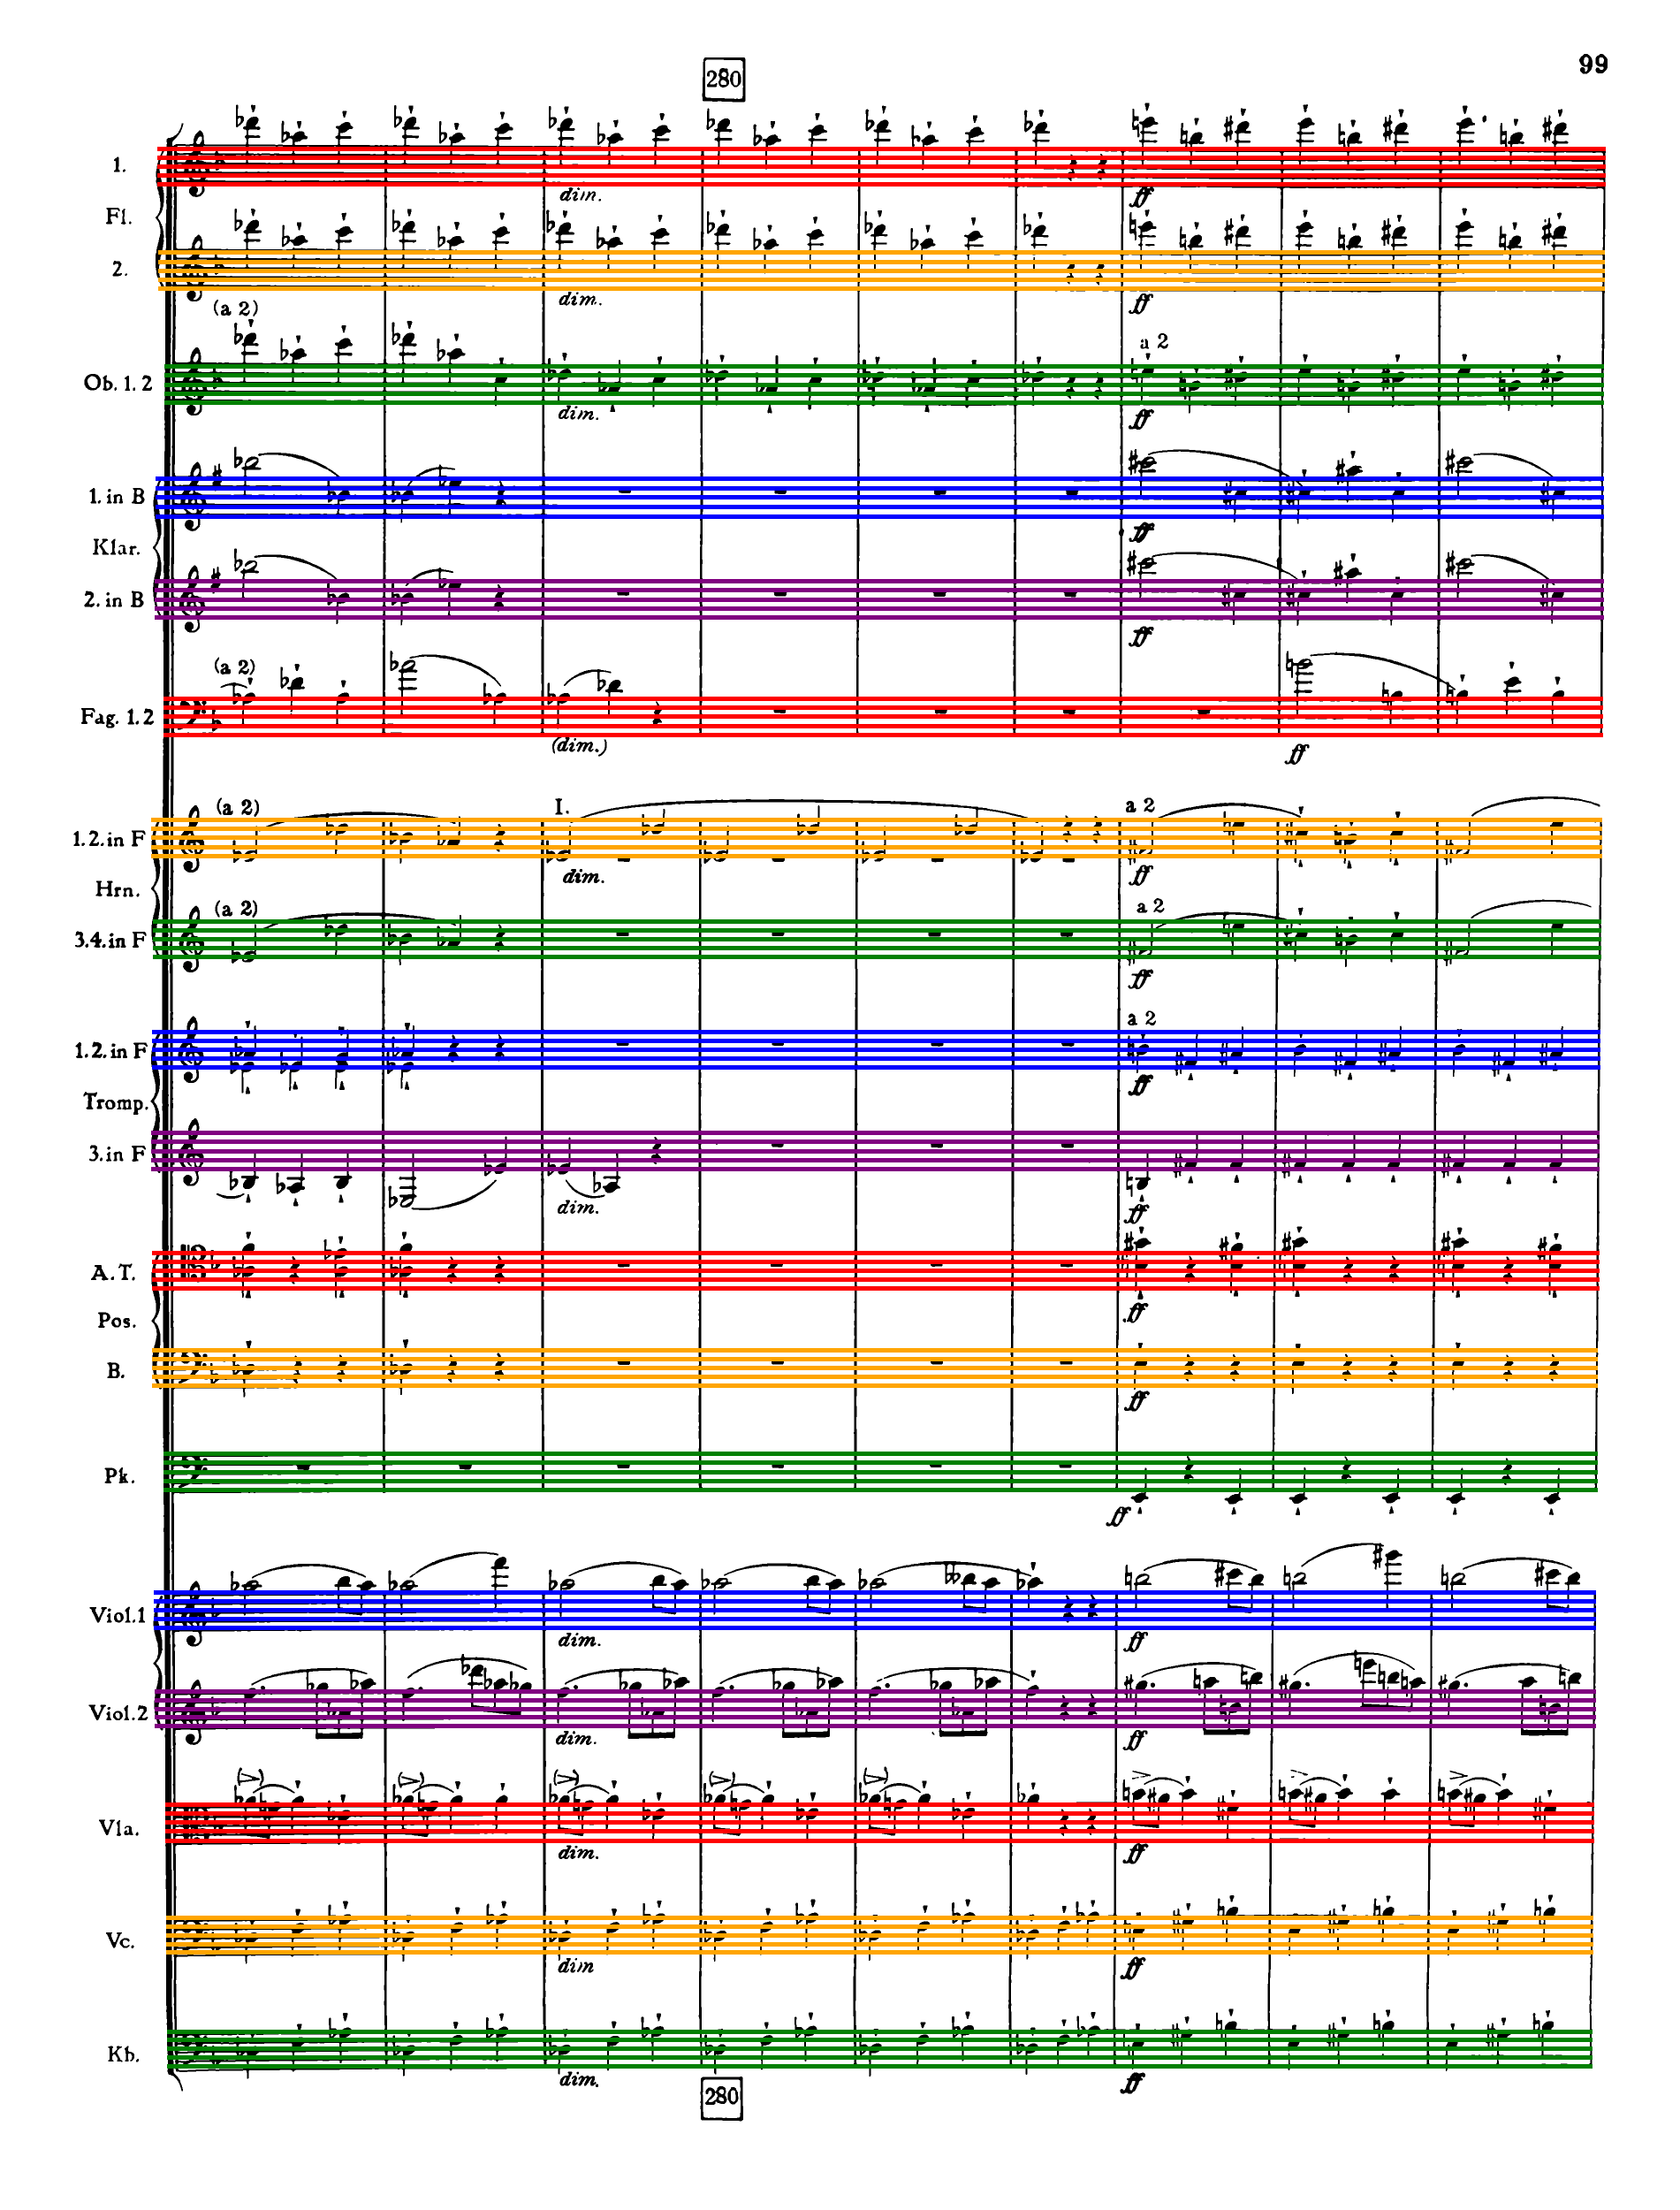 99
280
1.
Fl.
2.
dim.
ff
dim.
ff
(a 2)
a 2
Ob. 1. 2
dim.
ff
1. in B
ff
Klar.
2. in B
ff
(a 2)
Fag. 1.2
(dim.)
ff
(a 2)
I.
a 2
1.2. in F
dim.
ff
Hrn.
(a 2)
a 2
3.4. in F
ff
a 2
1.2. in F
ff
Tromp.
3. in F
dim.
ff
A. T.
ff
Pos.
B.
ff
Pk.
ff
Viol.1
dim.
ff
Viol.2
dim.
ff
Vla.
dim.
ff
Vc.
dim
ff
Kb.
dim.
ff
280